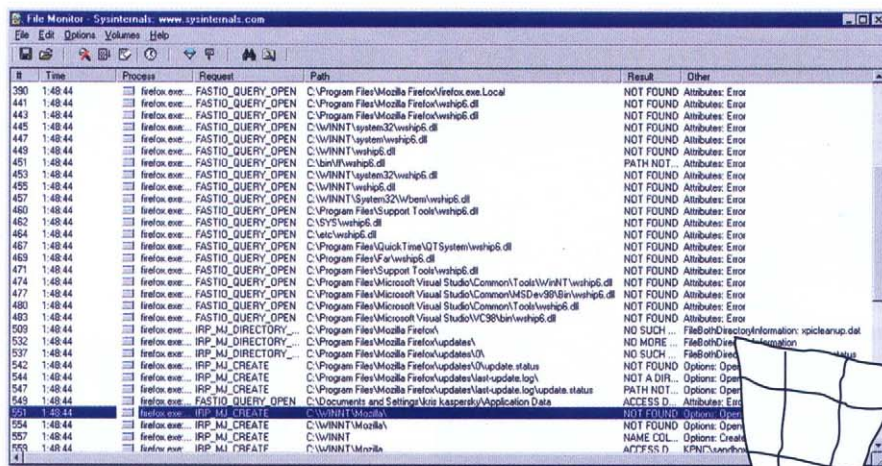 File Monitor - Sysinternals: www.sysinternals.com
File Edit Options Volumes Help
# Time Process Request Path Result Other
390 1:48:44 firefox.exe:... FASTIO_QUERY_OPEN C:\Program Files\Mozilla Firefox\firefox.exe.Local NOT FOUND Attributes: Error
441 1:48:44 firefox.exe:... FASTIO_QUERY_OPEN C:\Program Files\Mozilla Firefox\wship6.dll NOT FOUND Attributes: Error
443 1:48:44 firefox.exe:... FASTIO_QUERY_OPEN C:\Program Files\Mozilla Firefox\wship6.dll NOT FOUND Attributes: Error
445 1:48:44 firefox.exe:... FASTIO_QUERY_OPEN C:\WINNT\system32\wship6.dll NOT FOUND Attributes: Error
447 1:48:44 firefox.exe:... FASTIO_QUERY_OPEN C:\WINNT\system\wship6.dll NOT FOUND Attributes: Error
449 1:48:44 firefox.exe:... FASTIO_QUERY_OPEN C:\WINNT\wship6.dll NOT FOUND Attributes: Error
451 1:48:44 firefox.exe:... FASTIO_QUERY_OPEN C:\bin\ff\wship6.dll PATH NOT... Attributes: Error
453 1:48:44 firefox.exe:... FASTIO_QUERY_OPEN C:\WINNT\system32\wship6.dll NOT FOUND Attributes: Error
455 1:48:44 firefox.exe:... FASTIO_QUERY_OPEN C:\WINNT\wship6.dll NOT FOUND Attributes: Error
457 1:48:44 firefox.exe:... FASTIO_QUERY_OPEN C:\WINNT\System32\Wbem\wship6.dll NOT FOUND Attributes: Error
460 1:48:44 firefox.exe:... FASTIO_QUERY_OPEN C:\Program Files\Support Tools\wship6.dll NOT FOUND Attributes: Error
462 1:48:44 firefox.exe:... FASTIO_QUERY_OPEN C:\SYS\wship6.dll NOT FOUND Attributes: Error
464 1:48:44 firefox.exe:... FASTIO_QUERY_OPEN C:\etc\wship6.dll NOT FOUND Attributes: Error
467 1:48:44 firefox.exe:... FASTIO_QUERY_OPEN C:\Program Files\QuickTime\QTSystem\wship6.dll NOT FOUND Attributes: Error
469 1:48:44 firefox.exe:... FASTIO_QUERY_OPEN C:\Program Files\Far\wship6.dll NOT FOUND Attributes: Error
471 1:48:44 firefox.exe:... FASTIO_QUERY_OPEN C:\Program Files\Support Tools\wship6.dll NOT FOUND Attributes: Error
474 1:48:44 firefox.exe:... FASTIO_QUERY_OPEN C:\Program Files\Microsoft Visual Studio\Common\Tools\WinNT\wship6.dll NOT FOUND Attributes: Error
477 1:48:44 firefox.exe:... FASTIO_QUERY_OPEN C:\Program Files\Microsoft Visual Studio\Common\MSDev98\Bin\wship6.dll NOT FOUND Attributes: Error
480 1:48:44 firefox.exe:... FASTIO_QUERY_OPEN C:\Program Files\Microsoft Visual Studio\Common\Tools\wship6.dll NOT FOUND Attributes: Error
483 1:48:44 firefox.exe:... FASTIO_QUERY_OPEN C:\Program Files\Microsoft Visual Studio\VC98\bin\wship6.dll NOT FOUND Attributes: Error
509 1:48:44 firefox.exe:... IRP_MJ_DIRECTORY_... C:\Program Files\Mozilla Firefox\ NO SUCH ... FileBothDirectoryInformation: xpicleanup.dat
532 1:48:44 firefox.exe:... IRP_MJ_DIRECTORY_... C:\Program Files\Mozilla Firefox\updates\ NO MORE ... FileBothDirectoryInformation
537 1:48:44 firefox.exe:... IRP_MJ_DIRECTORY_... C:\Program Files\Mozilla Firefox\updates\0\ NO SUCH ... FileBothDirec status
542 1:48:44 firefox.exe:... IRP_MJ_CREATE C:\Program Files\Mozilla Firefox\updates\0\update.status NOT FOUND Options: Open
544 1:48:44 firefox.exe:... IRP_MJ_CREATE C:\Program Files\Mozilla Firefox\updates\last-update.log\ NOT A DIR... Options: Open
547 1:48:44 firefox.exe:... IRP_MJ_CREATE C:\Program Files\Mozilla Firefox\updates\last-update.log\update.status PATH NOT... Options: Open
549 1:48:44 firefox.exe:... FASTIO_QUERY_OPEN C:\Documents and Settings\kris kaspersky\Application Data ACCESS D... Attributes: Erro
551 1:48:44 firefox.exe:... IRP_MJ_CREATE C:\WINNT\Mozilla\ NOT FOUND Options: Open
554 1:48:44 firefox.exe:... IRP_MJ_CREATE C:\WINNT\Mozilla\ NOT FOUND Options: Open
557 1:48:44 firefox.exe:... IRP_MJ_CREATE C:\WINNT NAME COL... Options: Create
559 1:48:44 firefox.exe:... IRP_MJ_CREATE C:\WINNT\Mozilla ACCESS D... KPNC\sandbox